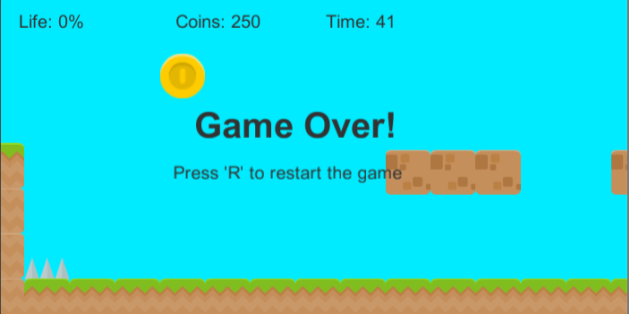 Life: 0% Coins: 250 Time: 41
Game Over!
Press 'R' to restart the game